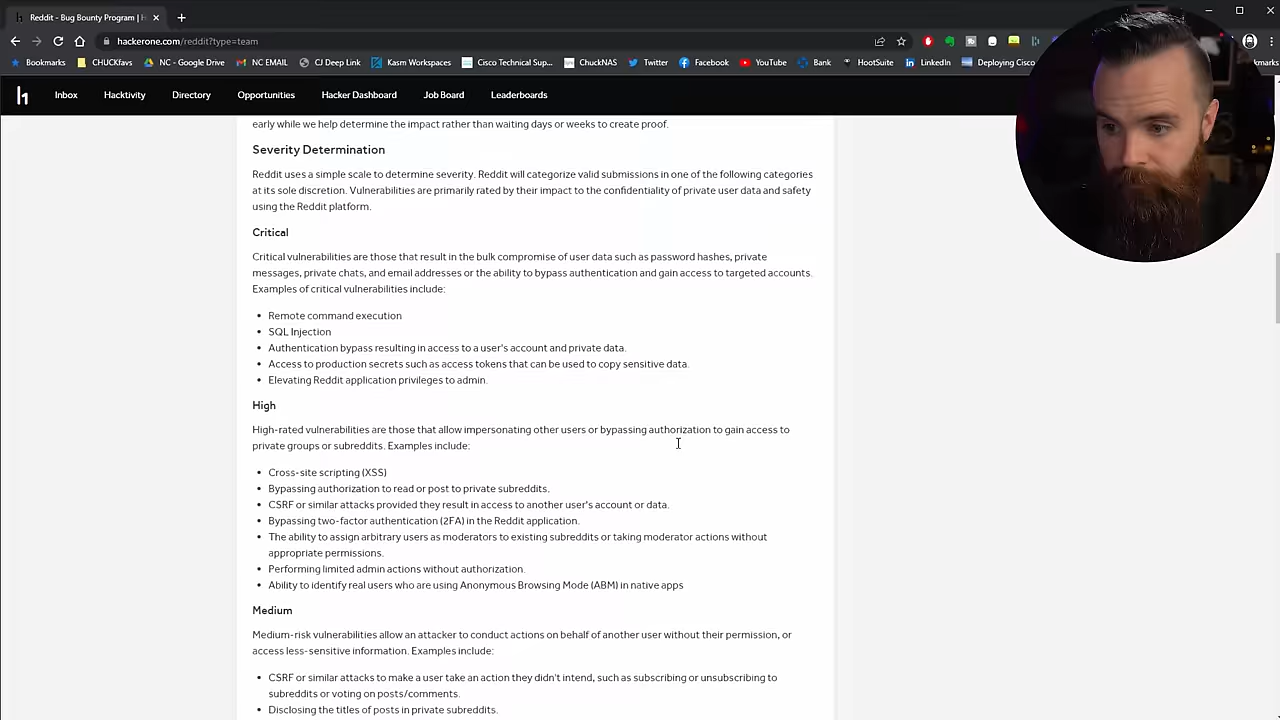 Reddit - Bug Bounty Program | H
hackerone.com/reddit?type=team
Bookmarks CHUCKfavs NC - Google Drive NC EMAIL CJ Deep Link Kasm Workspaces Cisco Technical Sup... ChuckNAS Twitter Facebook YouTube Bank HootSuite LinkedIn Deploying Cisco
Inbox Hacktivity Directory Opportunities Hacker Dashboard Job Board Leaderboards
early while we help determine the impact rather than waiting days or weeks to create proof.
Severity Determination
Reddit uses a simple scale to determine severity. Reddit will categorize valid submissions in one of the following categories
at its sole discretion. Vulnerabilities are primarily rated by their impact to the confidentiality of private user data and safety
using the Reddit platform.
Critical
Critical vulnerabilities are those that result in the bulk compromise of user data such as password hashes, private
messages, private chats, and email addresses or the ability to bypass authentication and gain access to targeted accounts.
Examples of critical vulnerabilities include:
• Remote command execution
• SQL Injection
• Authentication bypass resulting in access to a user's account and private data.
• Access to production secrets such as access tokens that can be used to copy sensitive data.
• Elevating Reddit application privileges to admin.
High
High-rated vulnerabilities are those that allow impersonating other users or bypassing authorization to gain access to
private groups or subreddits. Examples include:
• Cross-site scripting (XSS)
• Bypassing authorization to read or post to private subreddits.
• CSRF or similar attacks provided they result in access to another user's account or data.
• Bypassing two-factor authentication (2FA) in the Reddit application.
• The ability to assign arbitrary users as moderators to existing subreddits or taking moderator actions without
appropriate permissions.
• Performing limited admin actions without authorization.
• Ability to identify real users who are using Anonymous Browsing Mode (ABM) in native apps
Medium
Medium-risk vulnerabilities allow an attacker to conduct actions on behalf of another user without their permission, or
access less-sensitive information. Examples include:
• CSRF or similar attacks to make a user take an action they didn't intend, such as subscribing or unsubscribing to
subreddits or voting on posts/comments.
• Disclosing the titles of posts in private subreddits.